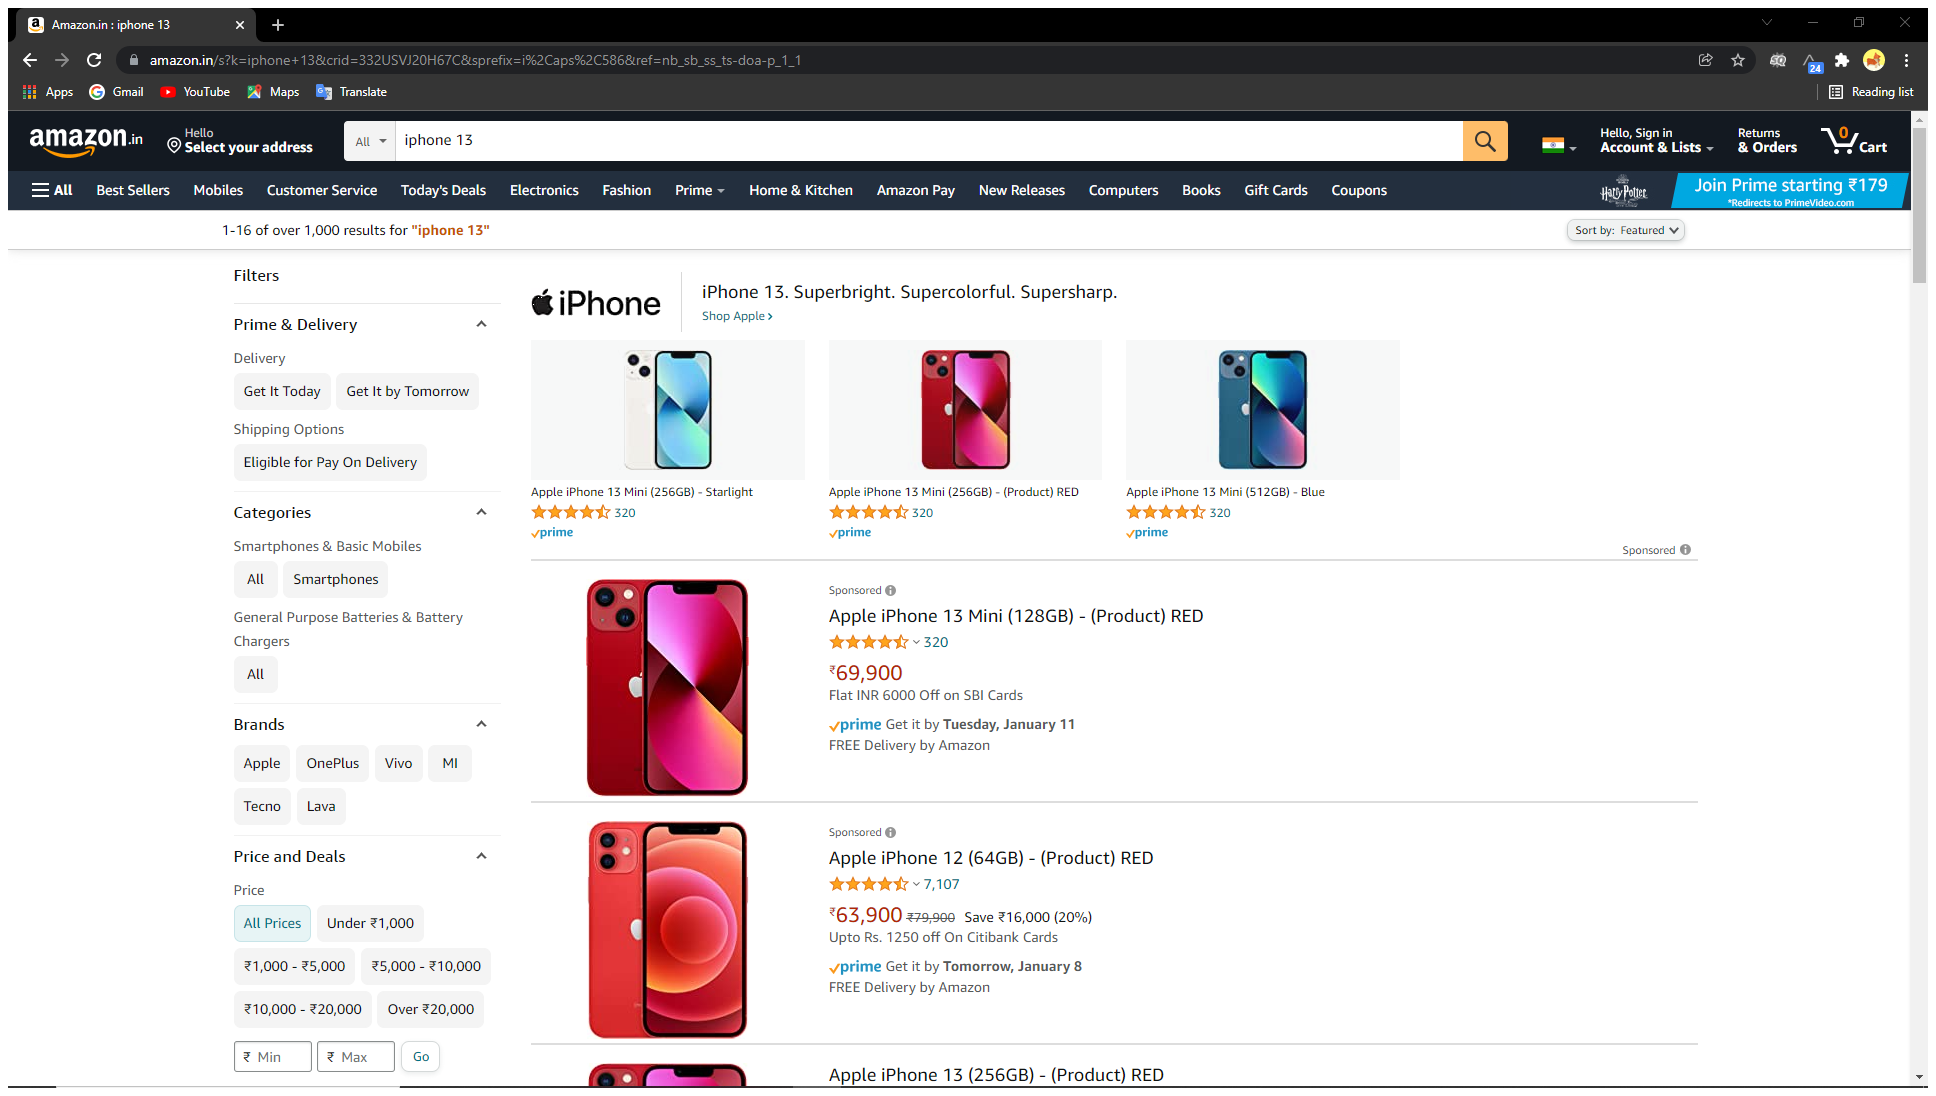 Amazon.in : iphone 13
amazon.in/s?k=iphone+13&crid=332USVJ20H67C&sprefix=i%2Caps%2C586&ref=nb_sb_ss_ts-doa-p_1_1
24
Apps Gmail YouTube Maps Translate Reading list
amazon.in
Hello
Select your address
All
iphone 13
Hello, Sign in
Account & Lists
Returns
& Orders
0
Cart
All Best Sellers Mobiles Customer Service Today's Deals Electronics Fashion Prime Home & Kitchen Amazon Pay New Releases Computers Books Gift Cards Coupons
Harry Potter
Join Prime starting ₹179
*Redirects to PrimeVideo.com
1-16 of over 1,000 results for "iphone 13"
Sort by: Featured
Filters
Prime & Delivery
Delivery
Get It Today Get It by Tomorrow
Shipping Options
Eligible for Pay On Delivery
Categories
Smartphones & Basic Mobiles
All Smartphones
General Purpose Batteries & Battery
Chargers
All
Brands
Apple OnePlus Vivo MI
Tecno Lava
Price and Deals
Price
All Prices Under ₹1,000
₹1,000 - ₹5,000 ₹5,000 - ₹10,000
₹10,000 - ₹20,000 Over ₹20,000
₹ Min ₹ Max Go
iPhone
iPhone 13. Superbright. Supercolorful. Supersharp.
Shop Apple ›
Apple iPhone 13 Mini (256GB) - Starlight
320
prime
Apple iPhone 13 Mini (256GB) - (Product) RED
320
prime
Apple iPhone 13 Mini (512GB) - Blue
320
prime
Sponsored
Sponsored
Apple iPhone 13 Mini (128GB) - (Product) RED
320
₹69,900
Flat INR 6000 Off on SBI Cards
prime Get it by Tuesday, January 11
FREE Delivery by Amazon
Sponsored
Apple iPhone 12 (64GB) - (Product) RED
7,107
₹63,900 ₹79,900 Save ₹16,000 (20%)
Upto Rs. 1250 off On Citibank Cards
prime Get it by Tomorrow, January 8
FREE Delivery by Amazon
Apple iPhone 13 (256GB) - (Product) RED